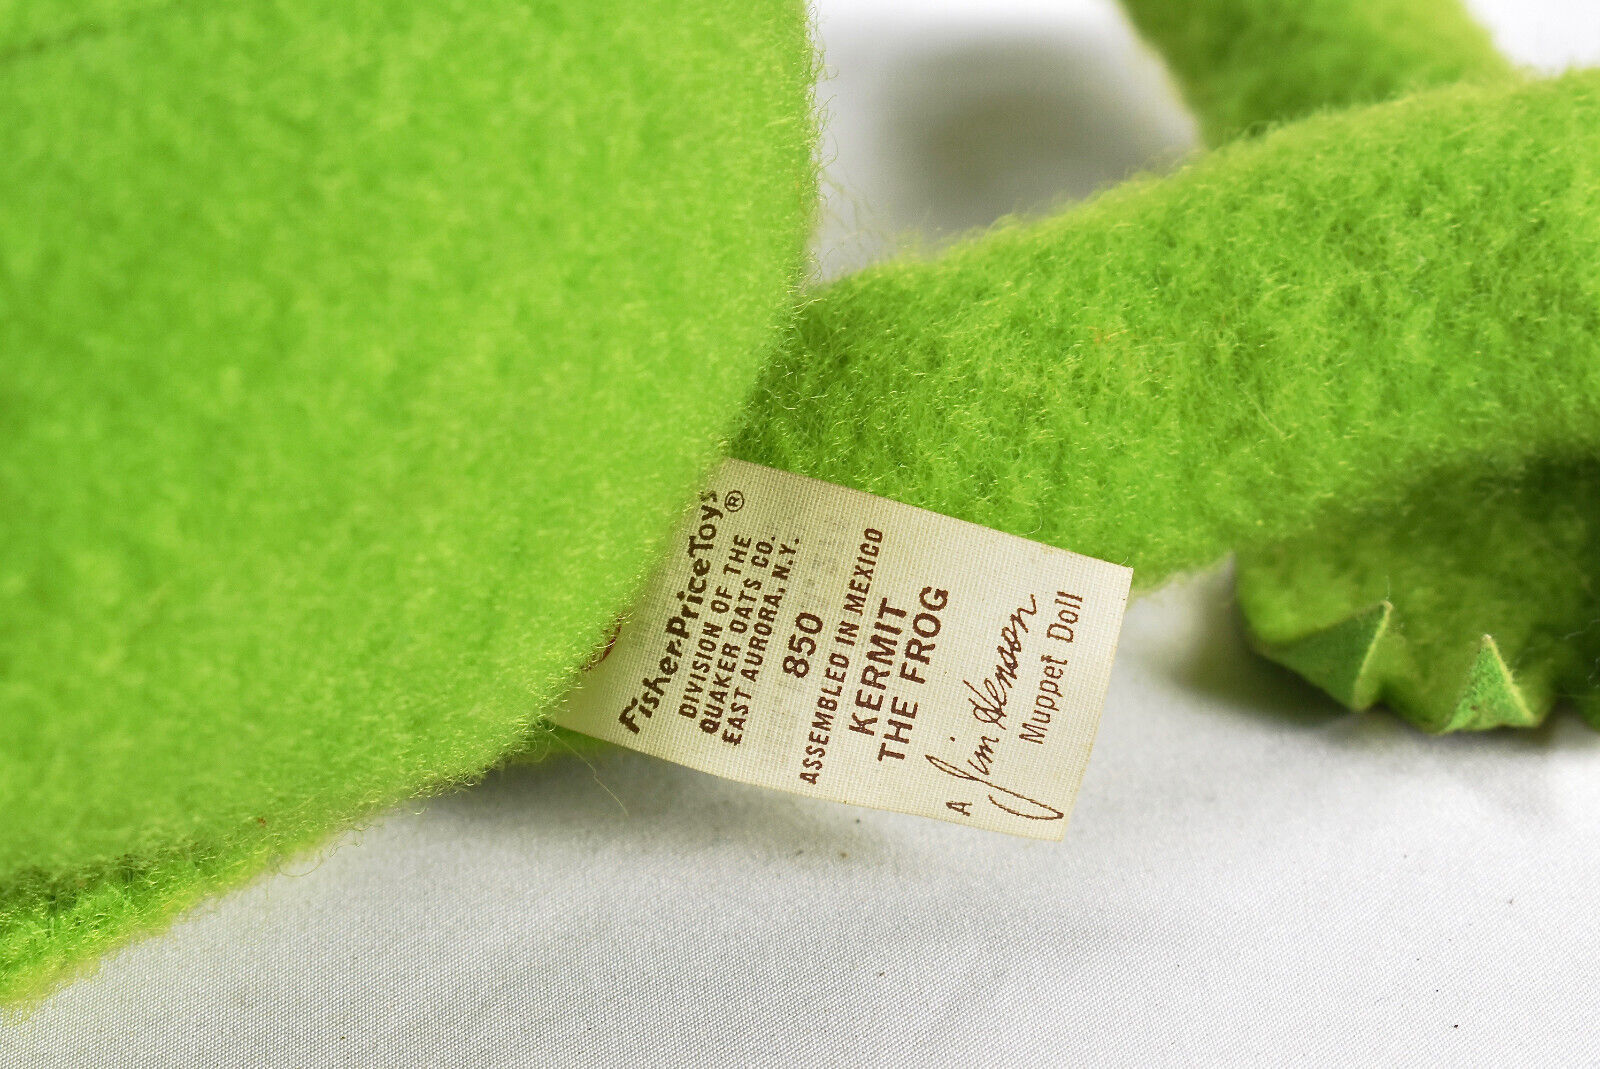 Fisher-Price Toys®
DIVISION OF THE
QUAKER OATS CO.
EAST AURORA, N.Y.
850
ASSEMBLED IN MEXICO
KERMIT
THE FROG
A Jim Henson
Muppet Doll